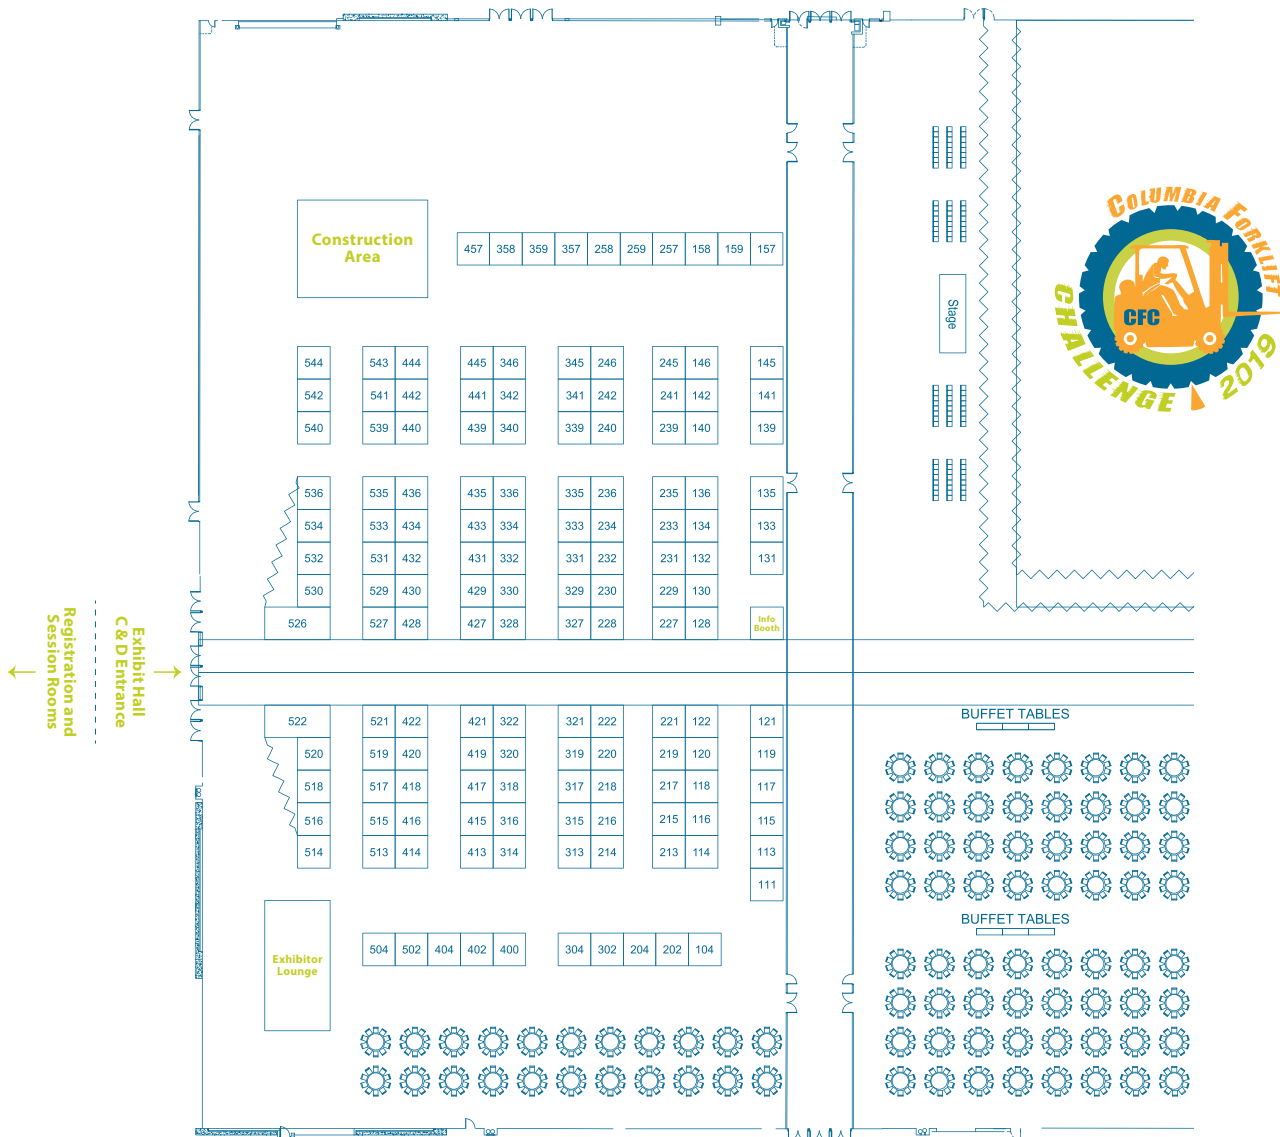 COLUMBIA FORKLIFT
CHALLENGE 2019
CFC
Construction
Area
457 358 359 357 258 259 257 158 159 157
Stage
544 543 444 445 346 345 246 245 146 145
542 541 442 441 342 341 242 241 142 141
540 539 440 439 340 339 240 239 140 139
536 535 436 435 336 335 236 235 136 135
534 533 434 433 334 333 234 233 134 133
532 531 432 431 332 331 232 231 132 131
530 529 430 429 330 329 230 229 130
526 527 428 427 328 327 228 227 128
Info
Booth
Exhibit Hall
C & D Entrance
Registration and
Session Rooms
522 521 422 421 322 321 222 221 122 121
520 519 420 419 320 319 220 219 120 119
518 517 418 417 318 317 218 217 118 117
516 515 416 415 316 315 216 215 116 115
514 513 414 413 314 313 214 213 114 113
111
BUFFET TABLES
BUFFET TABLES
504 502 404 402 400 304 302 204 202 104
Exhibitor
Lounge